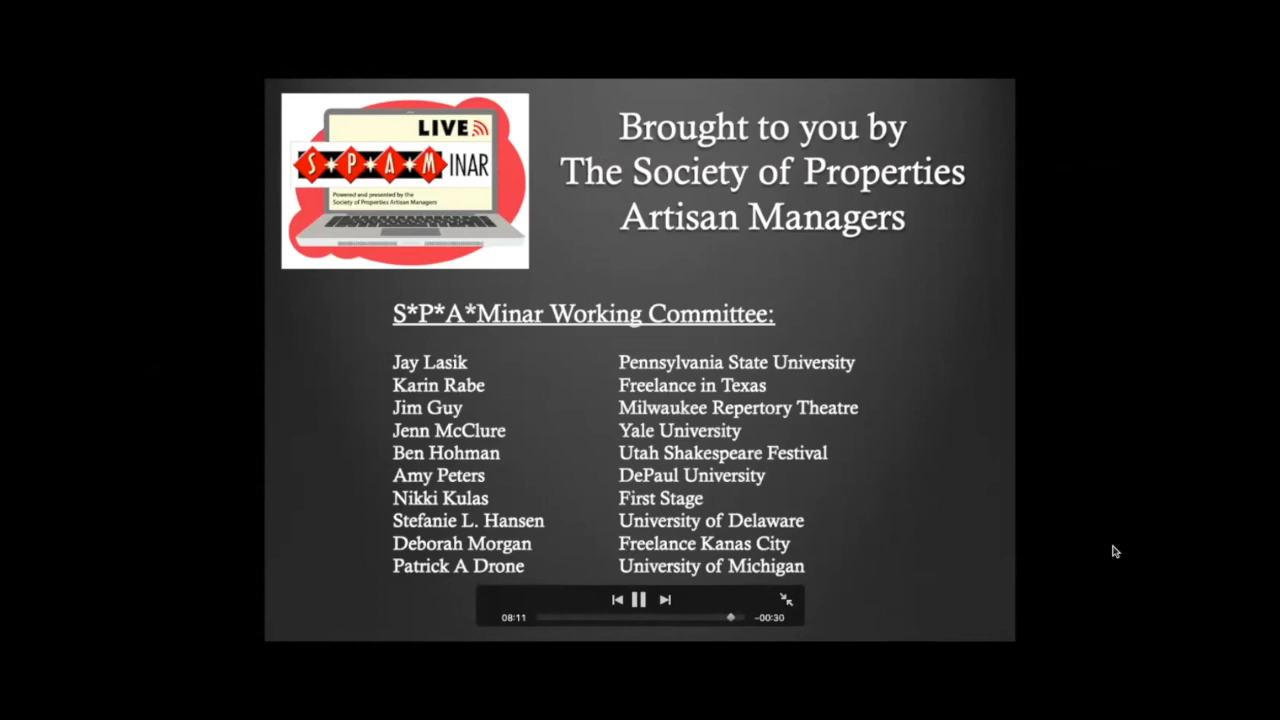 LIVE
S*P*A*MINAR
Powered and presented by the
Society of Properties Artisan Managers
Brought to you by
The Society of Properties
Artisan Managers
S*P*A*Minar Working Committee:
Jay Lasik Pennsylvania State University
Karin Rabe Freelance in Texas
Jim Guy Milwaukee Repertory Theatre
Jenn McClure Yale University
Ben Hohman Utah Shakespeare Festival
Amy Peters DePaul University
Nikki Kulas First Stage
Stefanie L. Hansen University of Delaware
Deborah Morgan Freelance Kanas City
Patrick A Drone University of Michigan
08:11 -00:30